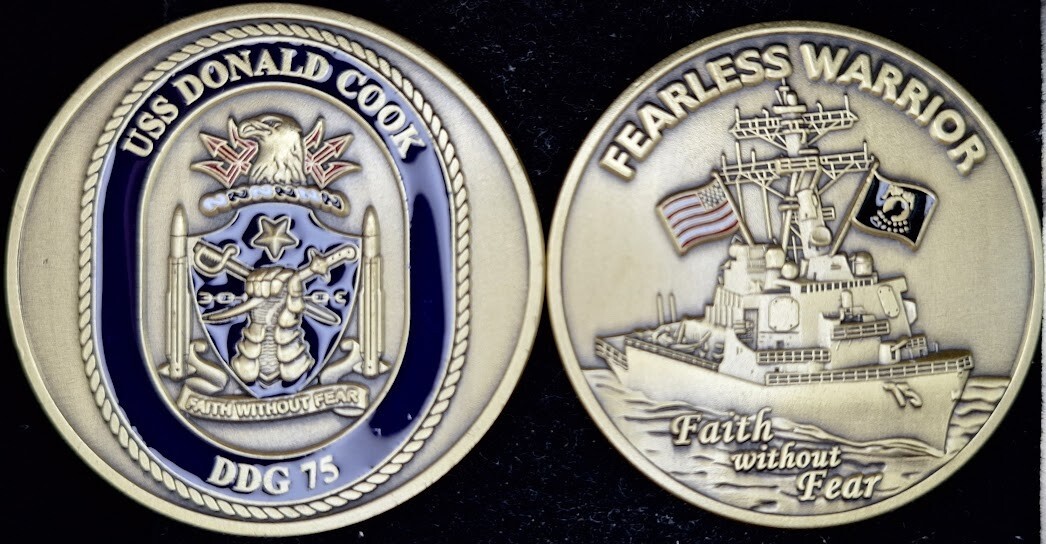 USS DONALD COOK
FAITH WITHOUT FEAR
DDG 75
FEARLESS WARRIOR
75
Faith
without
Fear